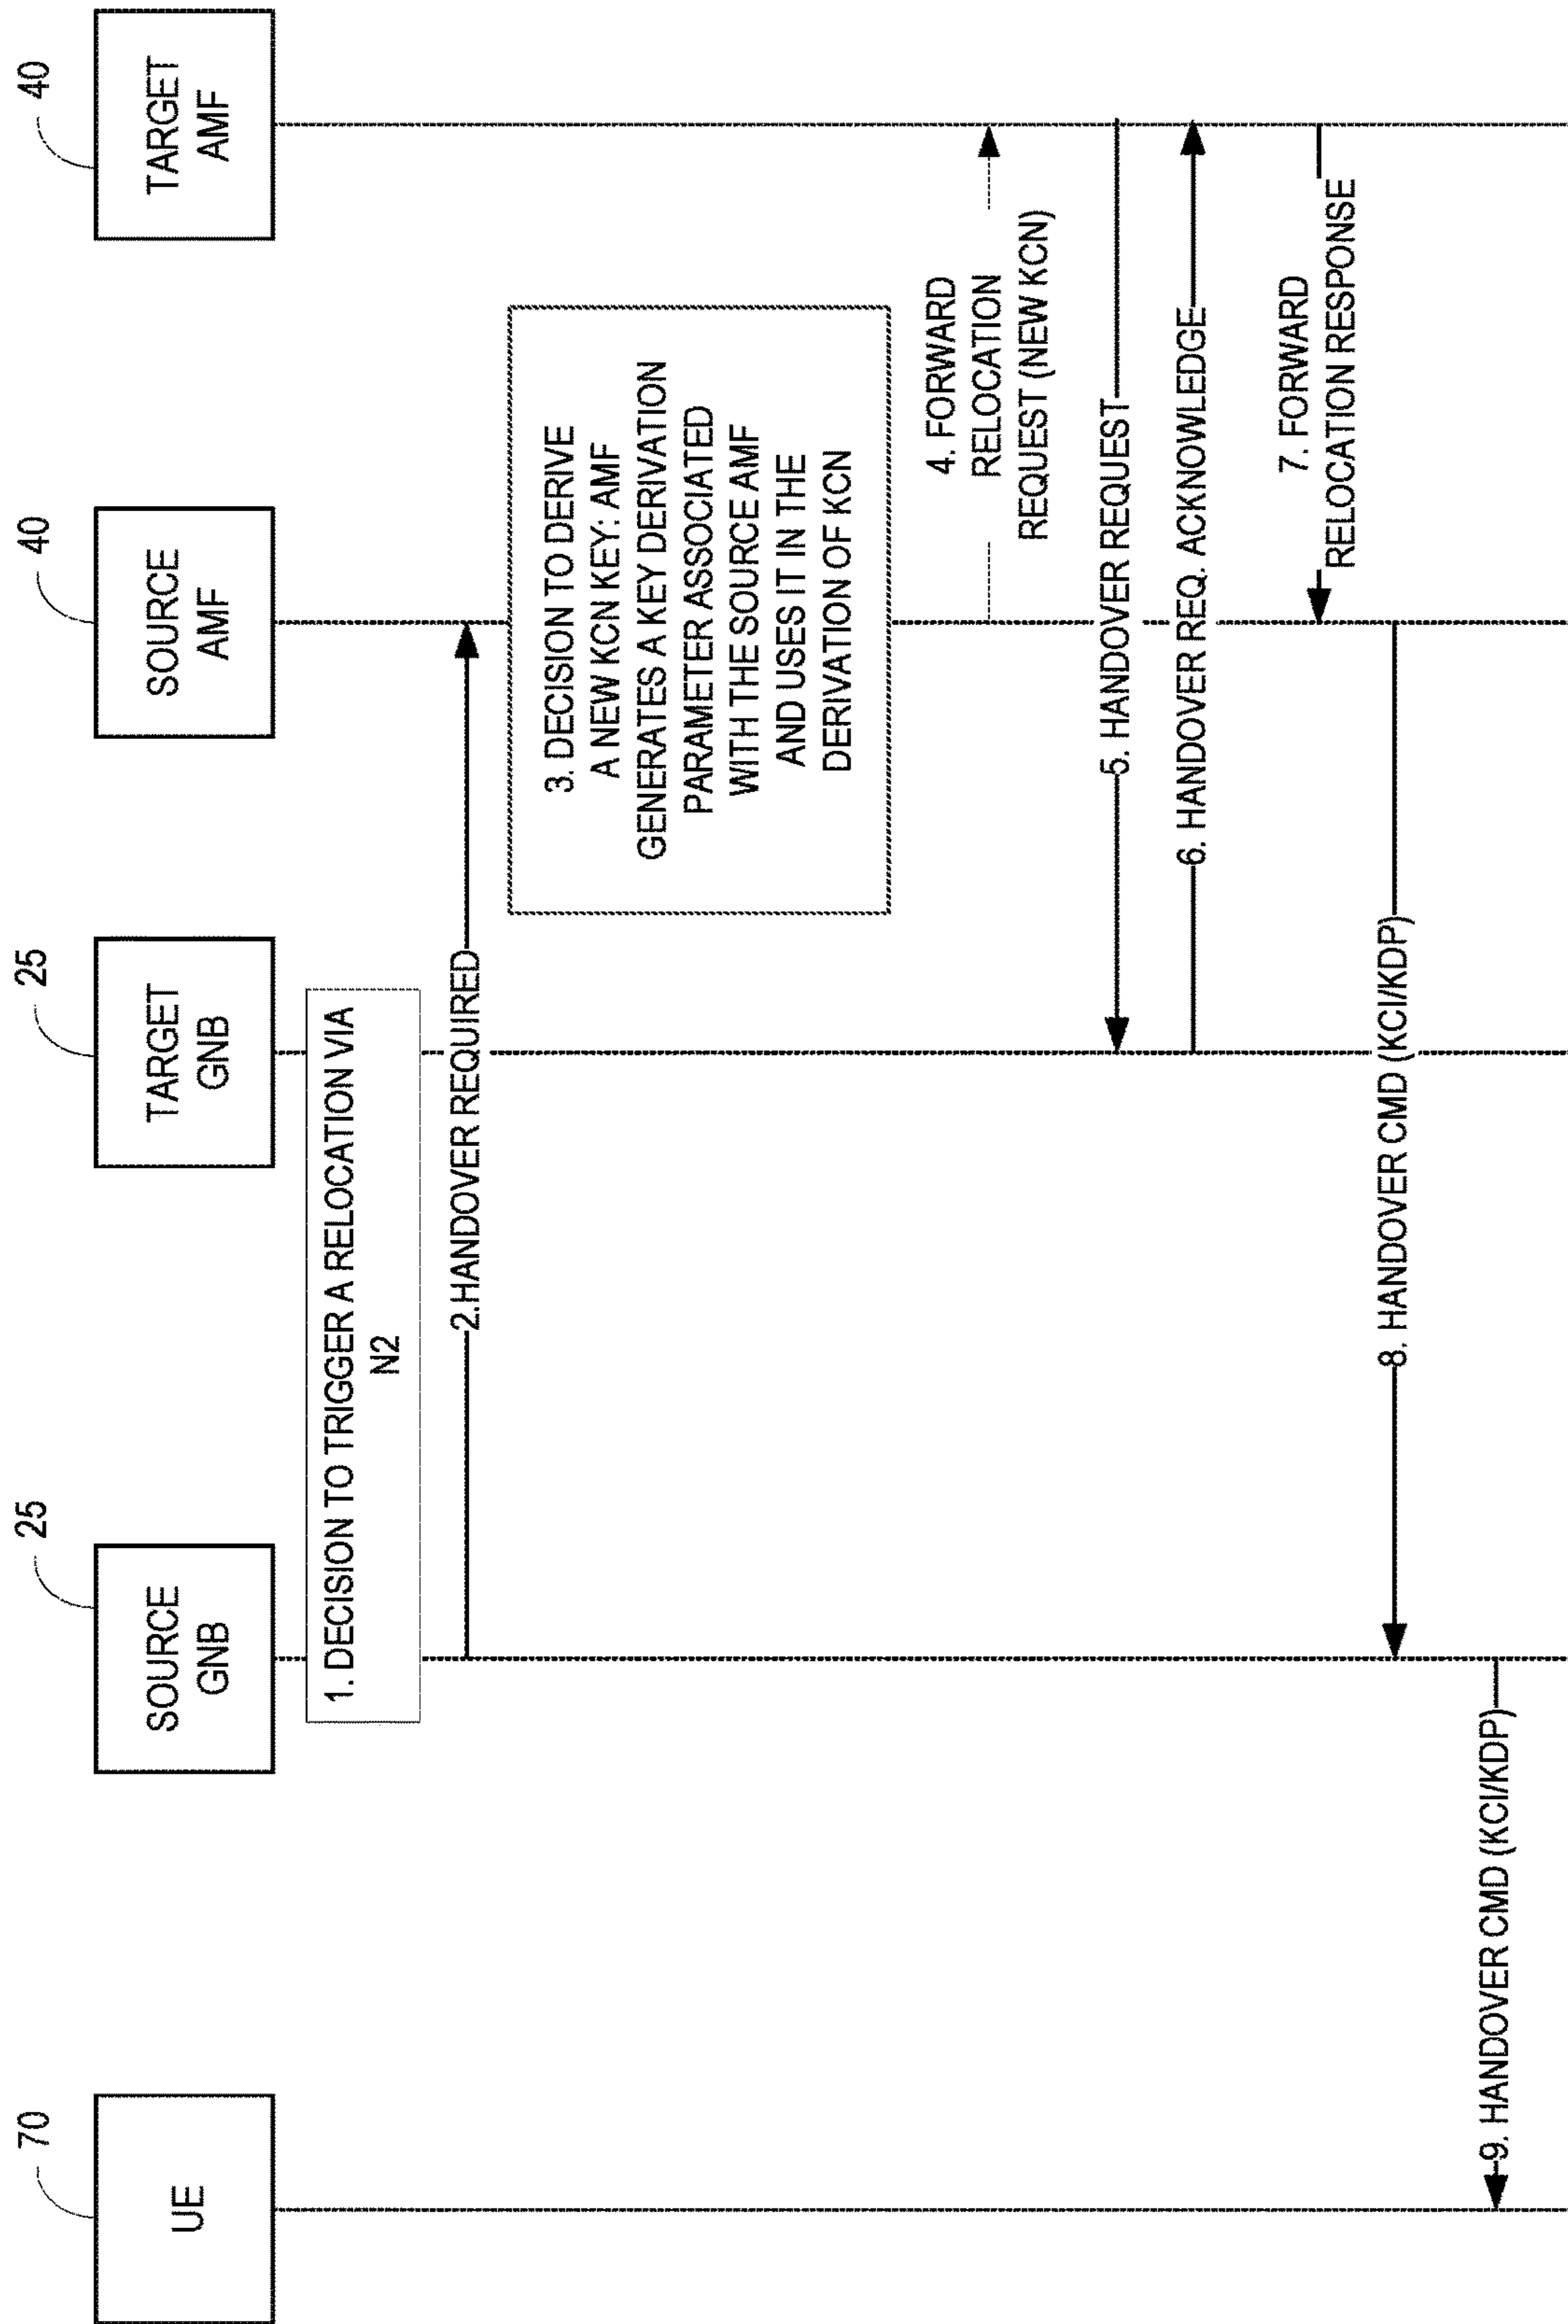 70
25
25
40
40
UE
SOURCE
GNB
TARGET
GNB
SOURCE
AMF
TARGET
AMF
1. DECISION TO TRIGGER A RELOCATION VIA
N2
2.HANDOVER REQUIRED
3. DECISION TO DERIVE
A NEW KCN KEY: AMF
GENERATES A KEY DERIVATION
PARAMETER ASSOCIATED
WITH THE SOURCE AMF
AND USES IT IN THE
DERIVATION OF KCN
4. FORWARD
RELOCATION
REQUEST (NEW KCN)
5. HANDOVER REQUEST
6. HANDOVER REQ. ACKNOWLEDGE
7. FORWARD
RELOCATION RESPONSE
8. HANDOVER CMD (KCI/KDP)
9. HANDOVER CMD (KCI/KDP)